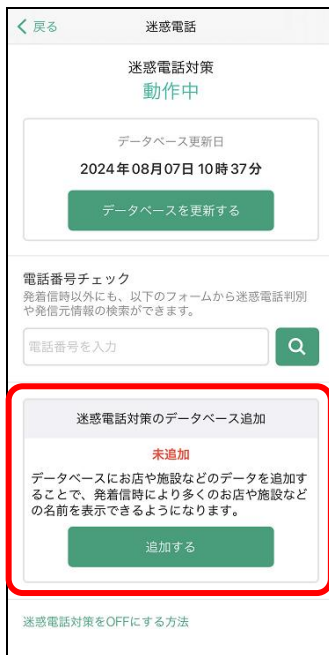 戻る 迷惑電話
迷惑電話対策
動作中
データベース更新日
2024年08月07日 10時37分
データベースを更新する
電話番号チェック
発着信時以外にも、以下のフォームから迷惑電話判別
や発信元情報の検索ができます。
電話番号を入力
迷惑電話対策のデータベース追加
未追加
データベースにお店や施設などのデータを追加す
ることで、発着信時により多くのお店や施設など
の名前を表示できるようになります。
追加する
迷惑電話対策をOFFにする方法